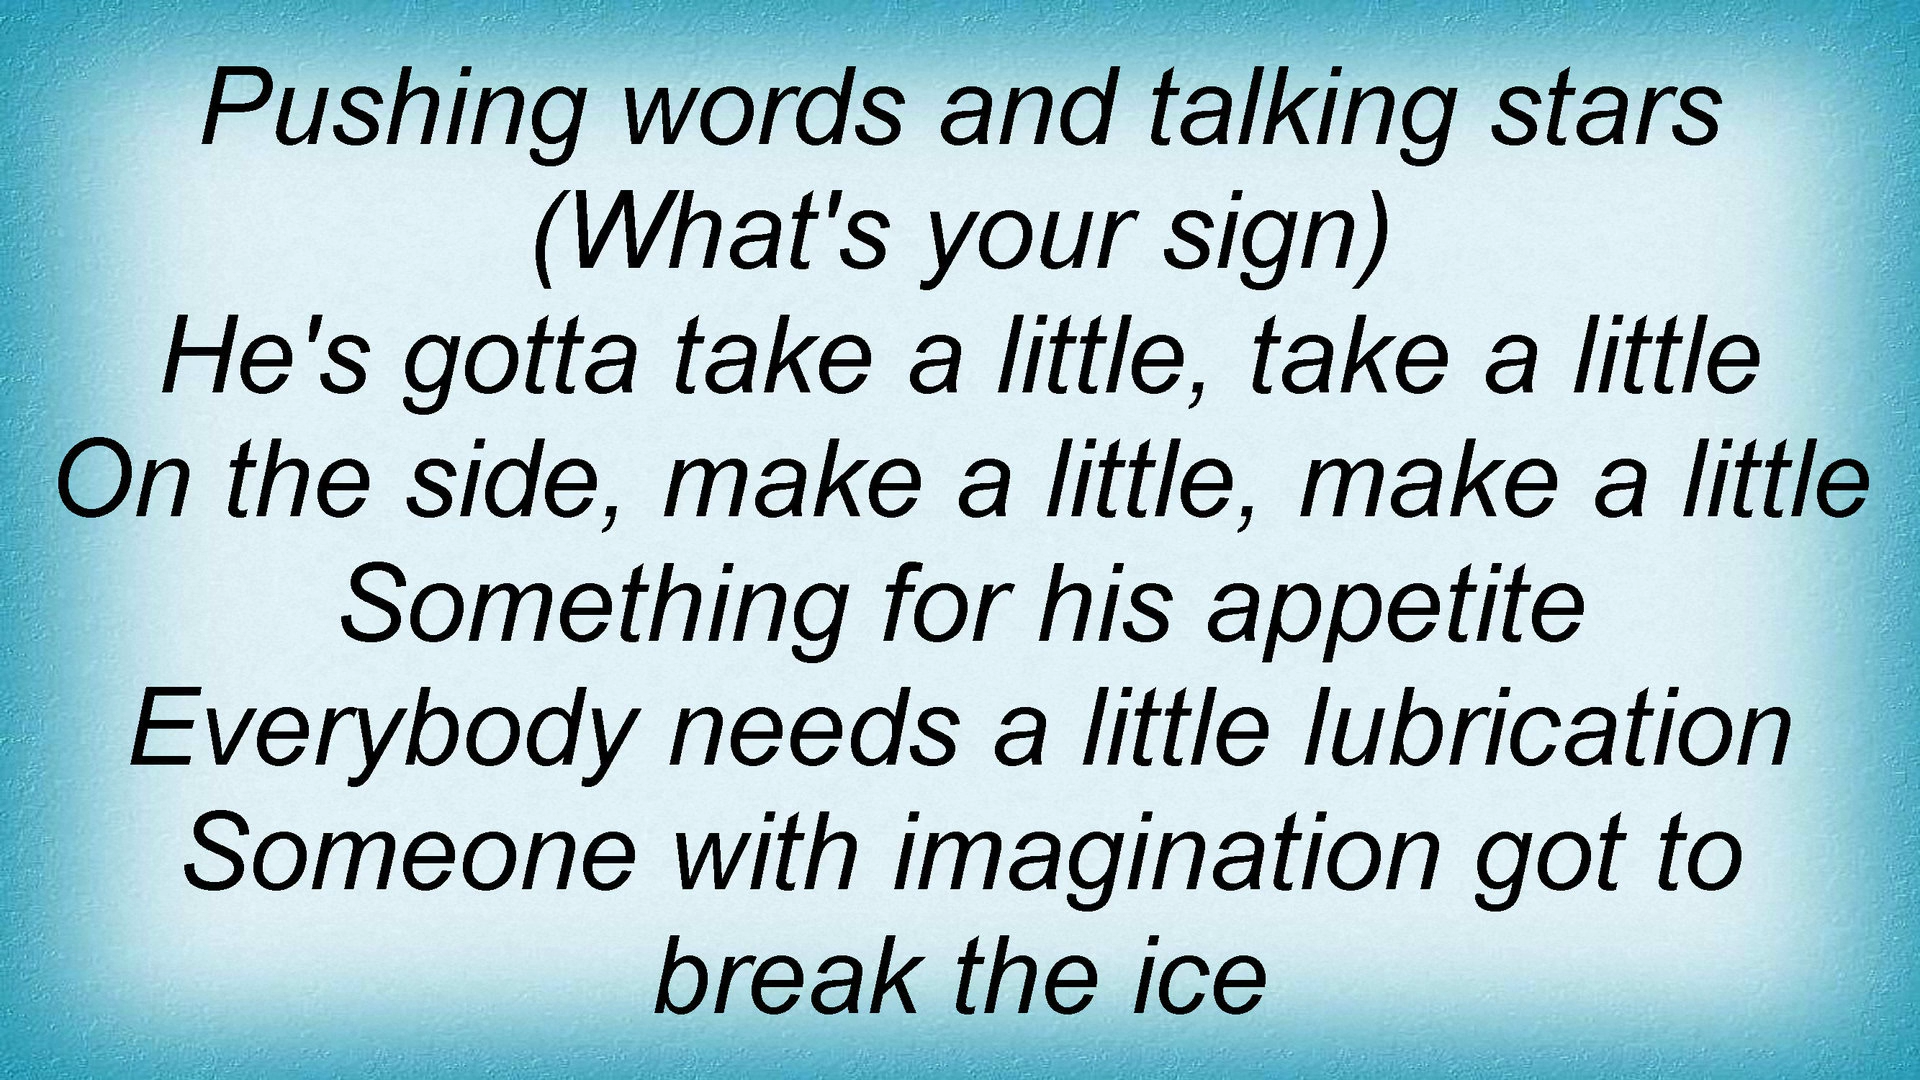 Pushing words and talking stars
(What's your sign)
He's gotta take a little, take a little
On the side, make a little, make a little
Something for his appetite
Everybody needs a little lubrication
Someone with imagination got to
break the ice